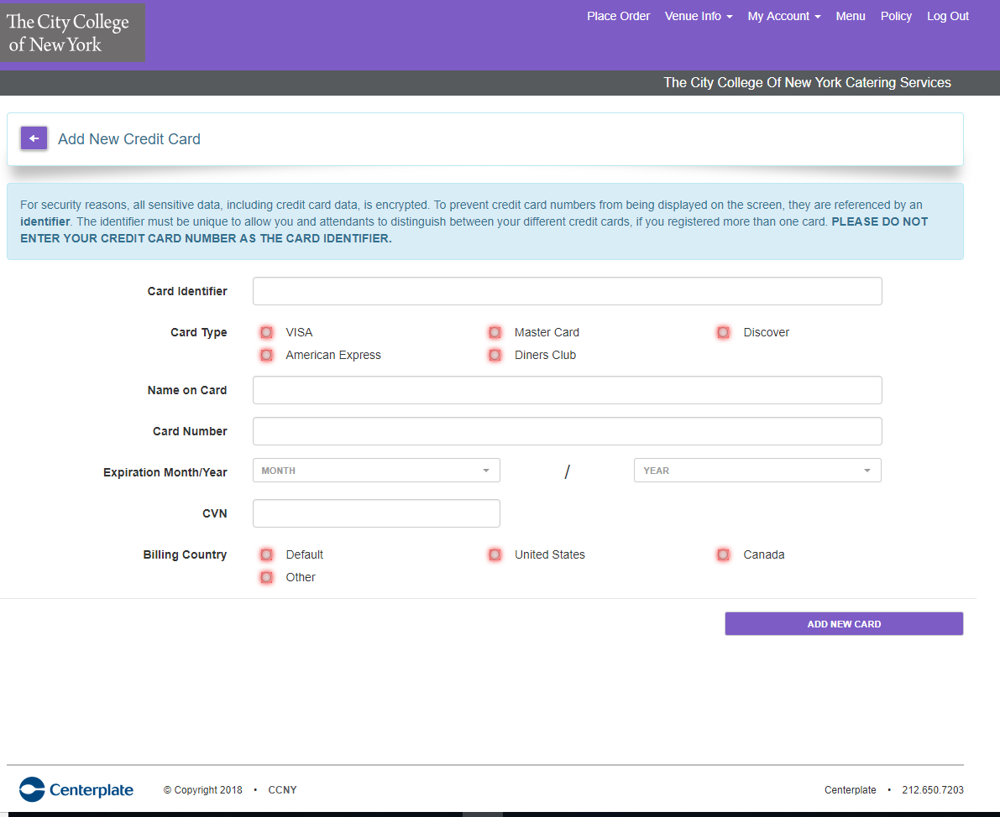 The City College
of New York
Place Order Venue Info My Account Menu Policy Log Out
The City College Of New York Catering Services
Add New Credit Card
For security reasons, all sensitive data, including credit card data, is encrypted. To prevent credit card numbers from being displayed on the screen, they are referenced by an
identifier. The identifier must be unique to allow you and attendants to distinguish between your different credit cards, if you registered more than one card. PLEASE DO NOT
ENTER YOUR CREDIT CARD NUMBER AS THE CARD IDENTIFIER.
Card Identifier
Card Type VISA Master Card Discover
American Express Diners Club
Name on Card
Card Number
Expiration Month/Year MONTH / YEAR
CVN
Billing Country Default United States Canada
Other
ADD NEW CARD
Centerplate © Copyright 2018 • CCNY Centerplate • 212.650.7203